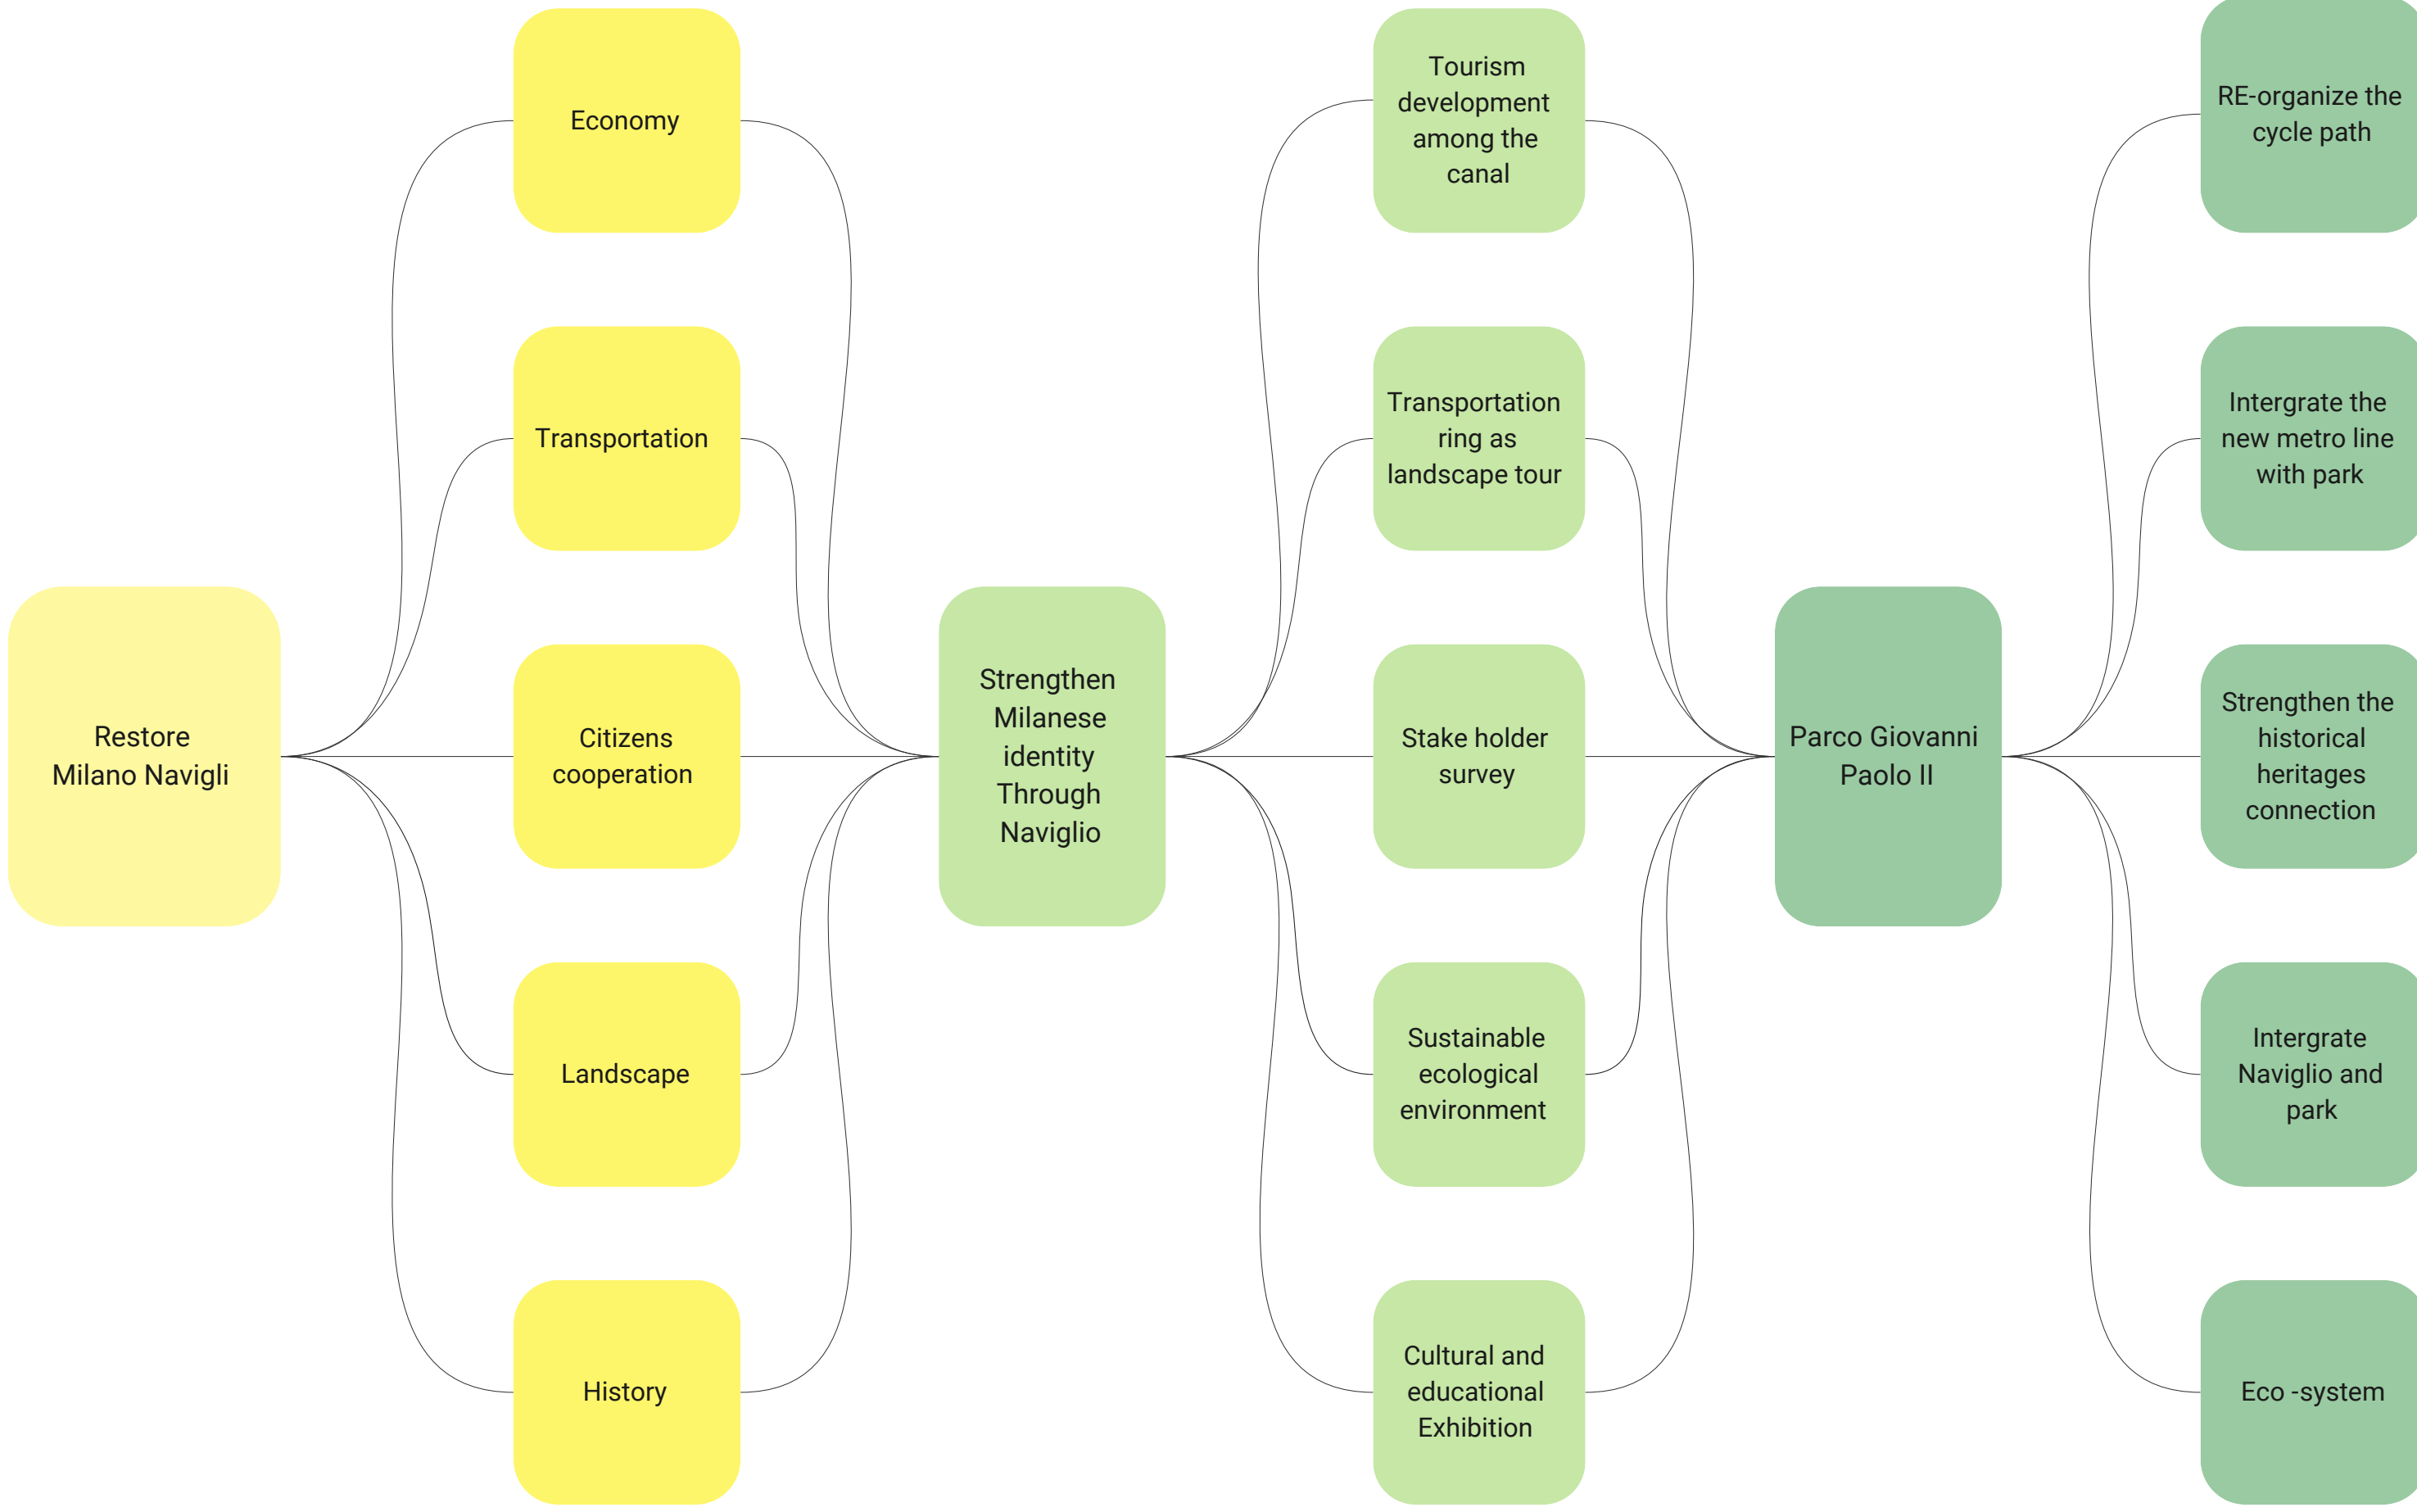 Restore
Milano Navigli
Economy
Transportation
Citizens
cooperation
Landscape
History
Strengthen
Milanese
identity
Through
Naviglio
Tourism
development
among the
canal
Transportation
ring as
landscape tour
Stake holder
survey
Sustainable
ecological
environment
Cultural and
educational
Exhibition
Parco Giovanni
Paolo II
RE-organize the
cycle path
Intergrate the
new metro line
with park
Strengthen the
historical
heritages
connection
Intergrate
Naviglio and
park
Eco -system